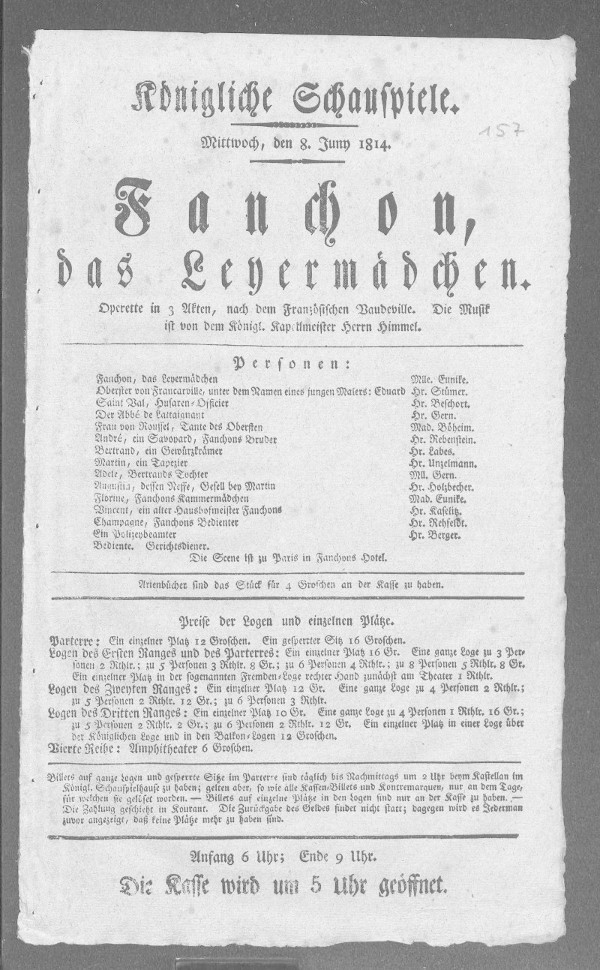 Königliche Schauspiele.
157
Mittwoch, den 8. Juny 1814.
Fanchon,
das Leyermädchen.
Operette in 3 Akten, nach dem Französischen Vaudeville. Die Musik
ist von dem Königl. Kapellmeister Herrn Himmel.
Personen:
Fanchon, das Leyermädchen Mlle. Eunike.
Oberster von Francarville, unter dem Namen eines jungen Malers: Eduard Hr. Stümer.
Saint Val, Husaren-Officier Hr. Beschort.
Der Abbé de Lattaignant Hr. Gern.
Frau von Roussel, Tante des Obersten Mad. Böheim.
André, ein Savoyard, Fanchons Bruder Hr. Rebenstein.
Bertrand, ein Gewürzkrämer Hr. Labes.
Martin, ein Tapezier Hr. Unzelmann.
Adele, Bertrands Tochter Mll. Gern.
Augustin, dessen Neffe, Gesell bey Martin Hr. Holzbecher.
Florine, Fanchons Kammermädchen Mad. Eunike.
Vincent, ein alter Haushofmeister Fanchons Hr. Kaselitz.
Champagne, Fanchons Bedienter Hr. Rehfeldt.
Ein Polizeybeamter Hr. Berger.
Bediente. Gerichtsdiener.
Die Scene ist zu Paris in Fanchons Hotel.
Arienbücher sind das Stück für 4 Groschen an der Kasse zu haben.
Preise der Logen und einzelnen Plätze.
Parterre: Ein einzelner Platz 12 Groschen. Ein gesperrter Sitz 16 Groschen.
Logen des Ersten Ranges und des Parterres: Ein einzelner Platz 16 Gr. Eine ganze Loge zu 3 Per-
sonen 2 Rthlr.; zu 5 Personen 3 Rthlr. 8 Gr.; zu 6 Personen 4 Rthlr.; zu 8 Personen 5 Rthlr. 8 Gr.
Ein einzelner Platz in der sogenannten Fremden-Loge rechter Hand zunächst am Theater 1 Rthlr.
Logen des Zweyten Ranges: Ein einzelner Platz 12 Gr. Eine ganze Loge zu 4 Personen 2 Rthlr.;
zu 5 Personen 2 Rthlr. 12 Gr.; zu 6 Personen 3 Rthlr.
Logen des Dritten Ranges: Ein einzelner Platz 10 Gr. Eine ganze Loge zu 4 Personen 1 Rthlr. 16 Gr.;
zu 5 Personen 2 Rthlr. 2 Gr.; zu 6 Personen 2 Rthlr. 12 Gr. Ein einzelner Platz in einer Loge über
der Königlichen Loge und in den Balkon-Logen 12 Groschen.
Vierte Reihe: Amphitheater 6 Groschen.
Billets auf ganze Logen und gesperrte Sitze im Parterre sind täglich bis Nachmittags um 2 Uhr beym Kastellan im
Königl. Schauspielhause zu haben; gelten aber, so wie alle Kassen-Billets und Kontremarquen, nur an dem Tage,
für welchen sie gelöset worden. — Billets auf einzelne Plätze in den Logen sind nur an der Kasse zu haben. —
Die Zahlung geschieht in Kourant. Die Zurückgabe des Geldes findet nicht statt; dagegen wird es Jederman
zuvor angezeigt, daß keine Plätze mehr zu haben sind.
Anfang 6 Uhr; Ende 9 Uhr.
Die Kasse wird um 5 Uhr geöffnet.